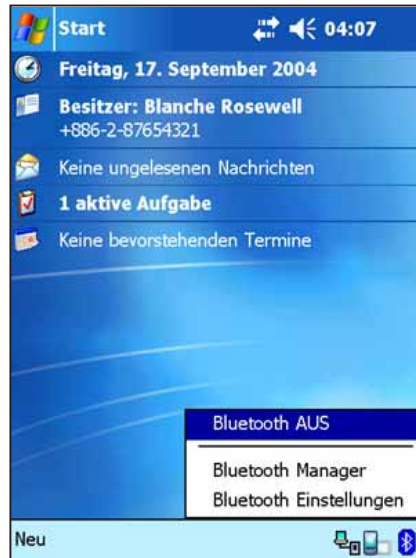 Start 04:07
Freitag, 17. September 2004
Besitzer: Blanche Rosewell
+886-2-87654321
Keine ungelesenen Nachrichten
1 aktive Aufgabe
Keine bevorstehenden Termine
Bluetooth AUS
Bluetooth Manager
Bluetooth Einstellungen
Neu